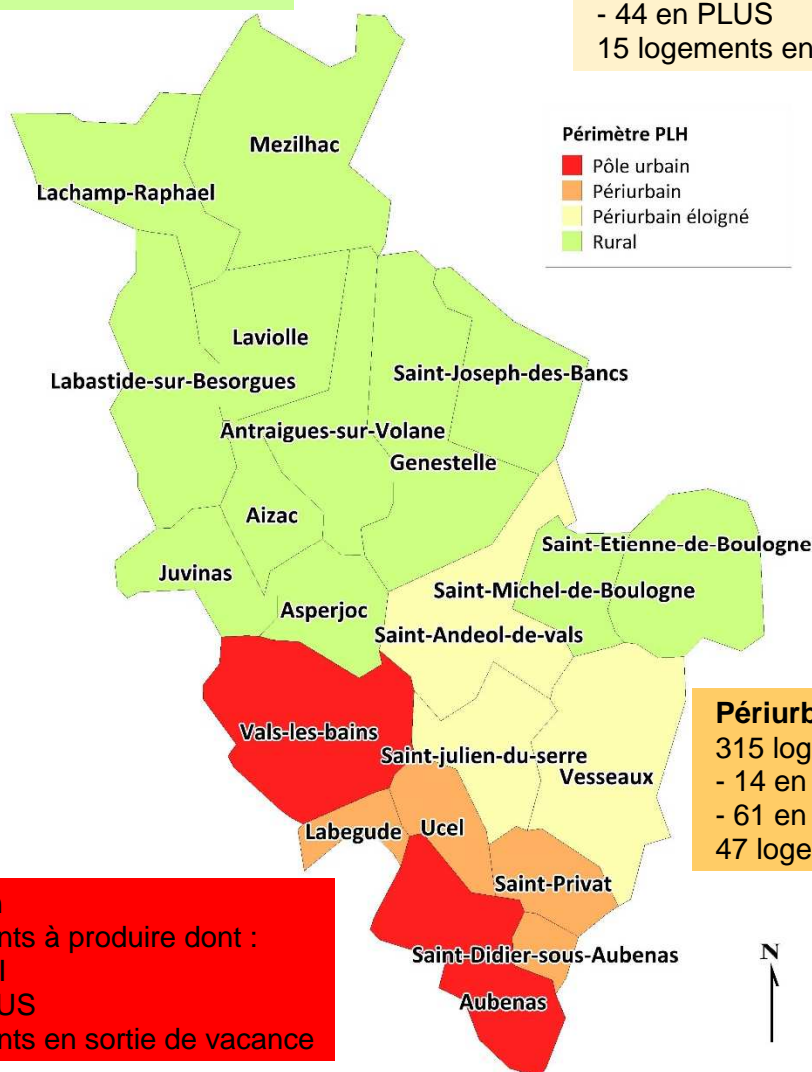 - 44 en PLUS
15 logements en
Périmètre PLH
Pôle urbain
Périurbain
Périurbain éloigné
Rural
Mezilhac
Lachamp-Raphael
Laviolle
Labastide-sur-Besorgues
Saint-Joseph-des-Bancs
Antraigues-sur-Volane
Genestelle
Aizac
Saint-Etienne-de-Boulogne
Juvinas
Saint-Michel-de-Boulogne
Asperjoc
Saint-Andeol-de-vals
Vals-les-bains
Saint-julien-du-serre
Vesseaux
Périurb
315 log
- 14 en
- 61 en
47 loge
Labegude
Ucel
Saint-Privat
nts à produire dont :
US
nts en sortie de vacance
Saint-Didier-sous-Aubenas
Aubenas
N